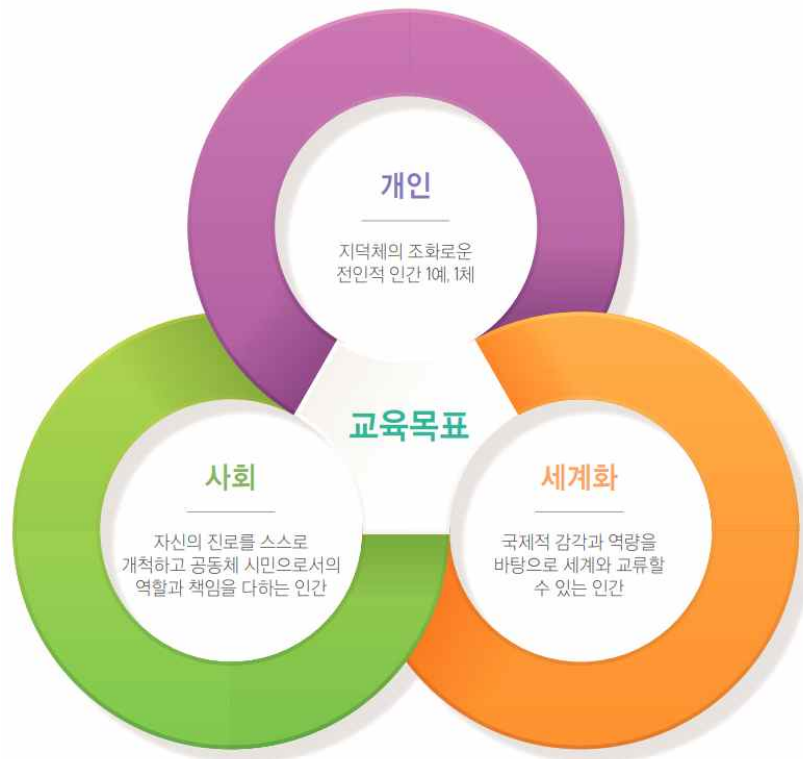 개인
지덕체의 조화로운
전인적 인간 1예, 1체
교육목표
사회
자신의 진로를 스스로
개척하고 공동체 시민으로서의
역할과 책임을 다하는 인간
세계화
국제적 감각과 역량을
바탕으로 세계와 교류할
수 있는 인간